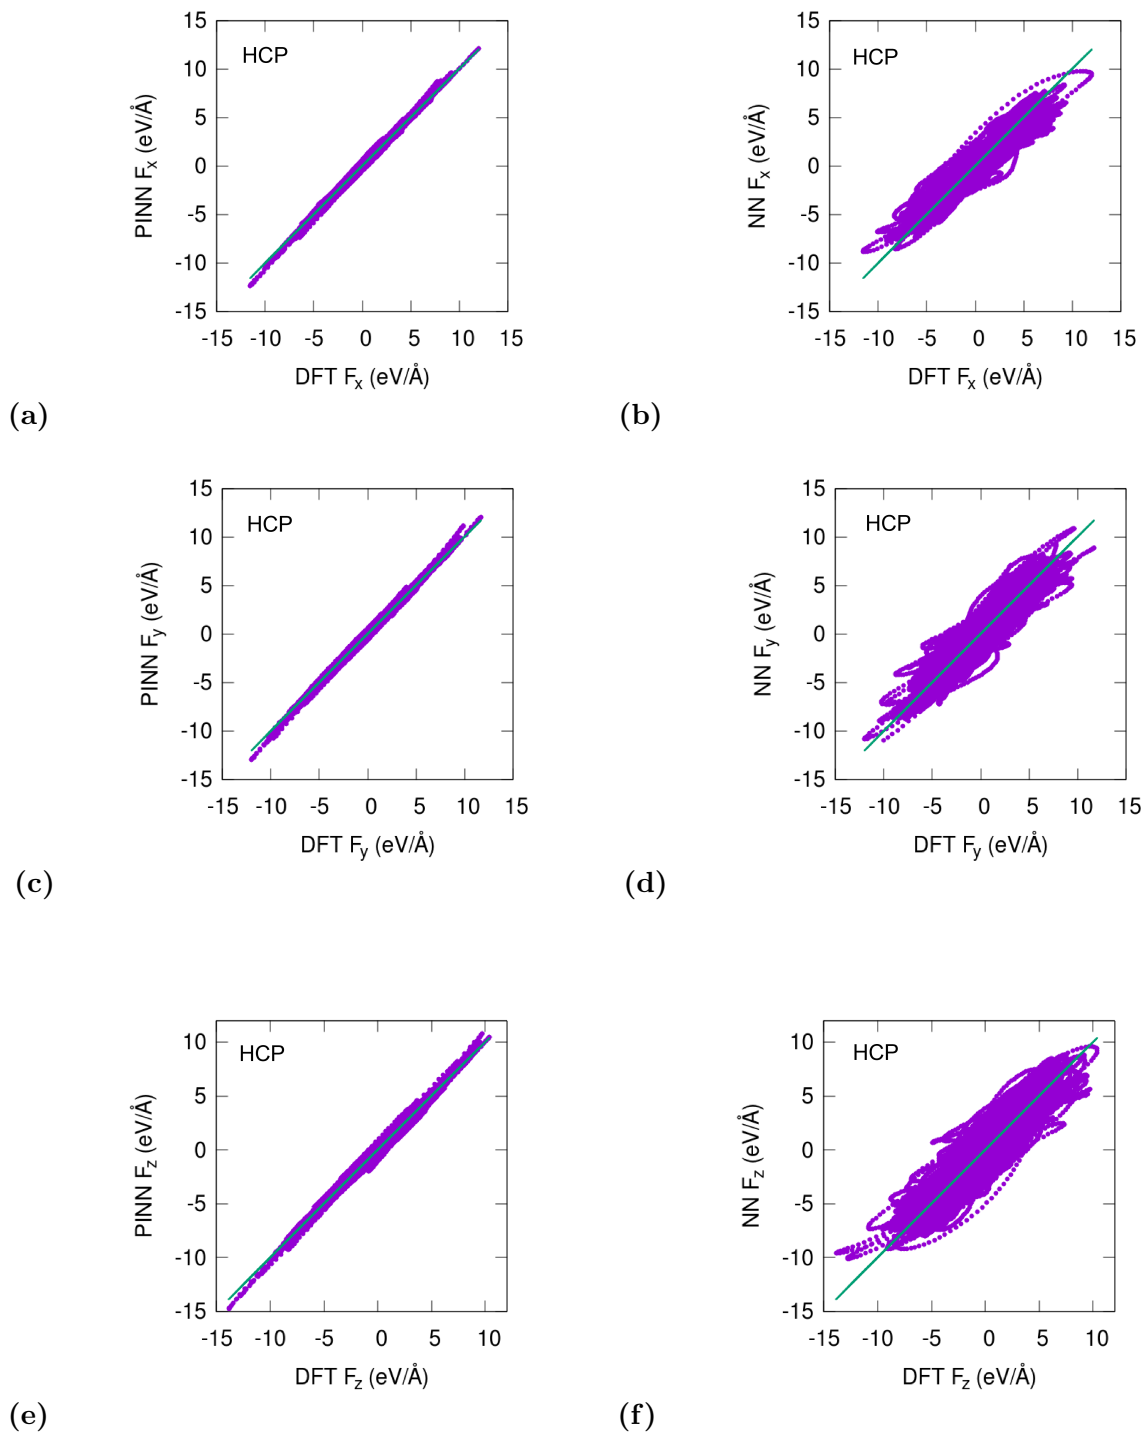 15
10
5
0
-5
-10
-15
HCP
PINN Fx (eV/Å)
-15 -10 -5 0 5 10 15
DFT Fx (eV/Å)
(a)
15
10
5
0
-5
-10
-15
HCP
NN Fx (eV/Å)
-15 -10 -5 0 5 10 15
DFT Fx (eV/Å)
(b)
15
10
5
0
-5
-10
-15
HCP
PINN Fy (eV/Å)
-15 -10 -5 0 5 10 15
DFT Fy (eV/Å)
(c)
15
10
5
0
-5
-10
-15
HCP
NN Fy (eV/Å)
-15 -10 -5 0 5 10 15
DFT Fy (eV/Å)
(d)
10
5
0
-5
-10
-15
HCP
PINN Fz (eV/Å)
-15 -10 -5 0 5 10
DFT Fz (eV/Å)
(e)
10
5
0
-5
-10
-15
HCP
NN Fz (eV/Å)
-15 -10 -5 0 5 10
DFT Fz (eV/Å)
(f)